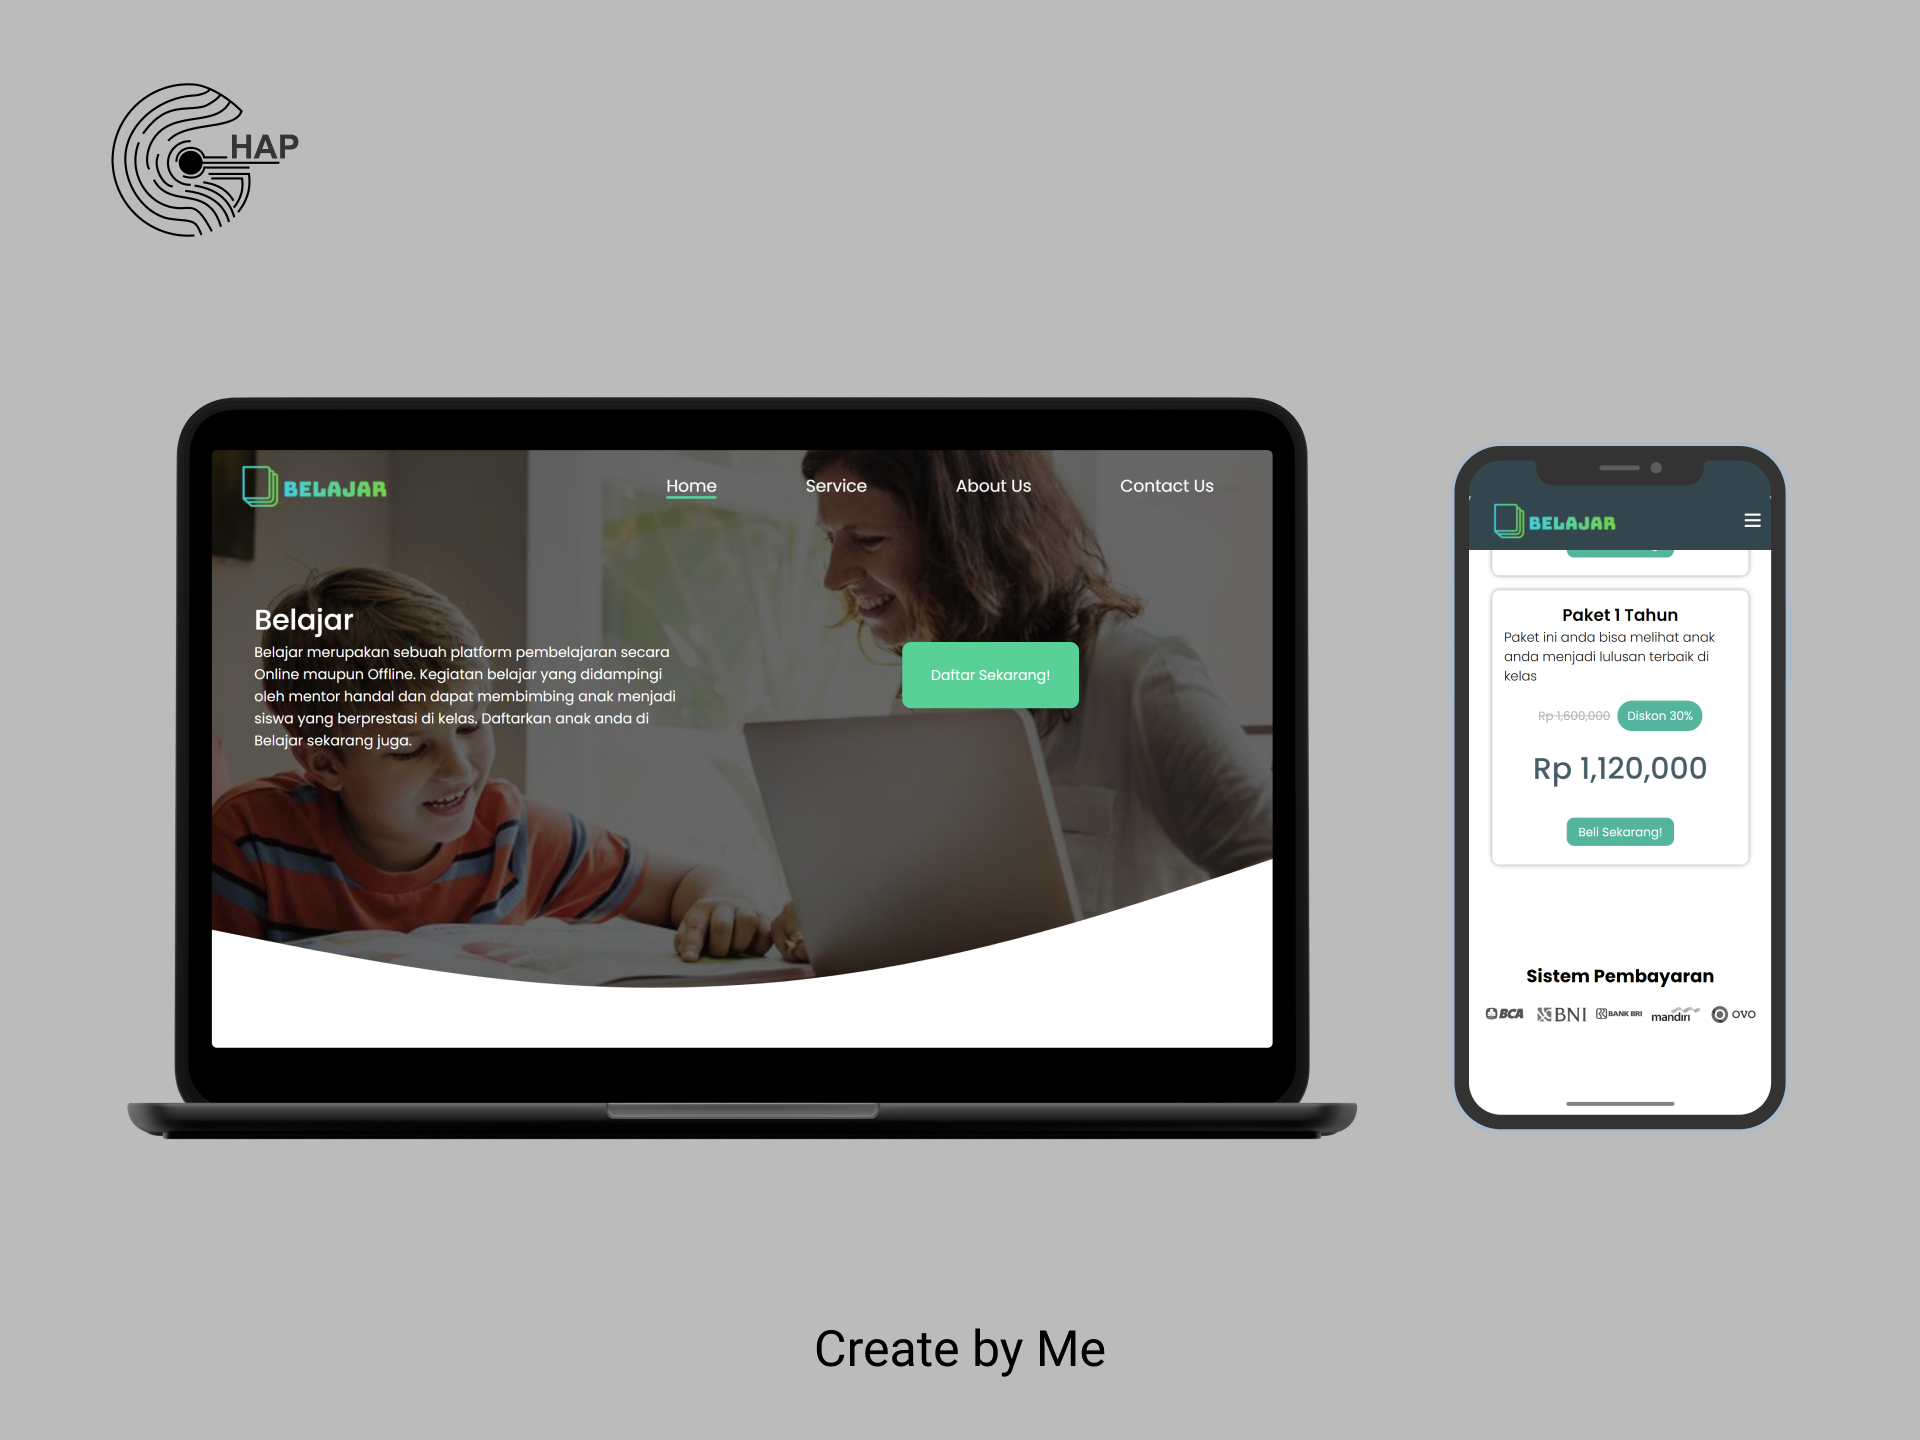 HAP
BELAJAR
Home
Service
About Us
Contact Us
Belajar
Belajar merupakan sebuah platform pembelajaran secara
Online maupun Offline. Kegiatan belajar yang didampingi
oleh mentor handal dan dapat membimbing anak menjadi
siswa yang berprestasi di kelas. Daftarkan anak anda di
Belajar sekarang juga.
Daftar Sekarang!
BELAJAR
Paket 1 Tahun
Paket ini anda bisa melihat anak
anda menjadi lulusan terbaik di
kelas
Rp 1,600,000
Diskon 30%
Rp 1,120,000
Beli Sekarang!
Sistem Pembayaran
BCA
BNI
BANK BRI
mandiri
OVO
Create by Me